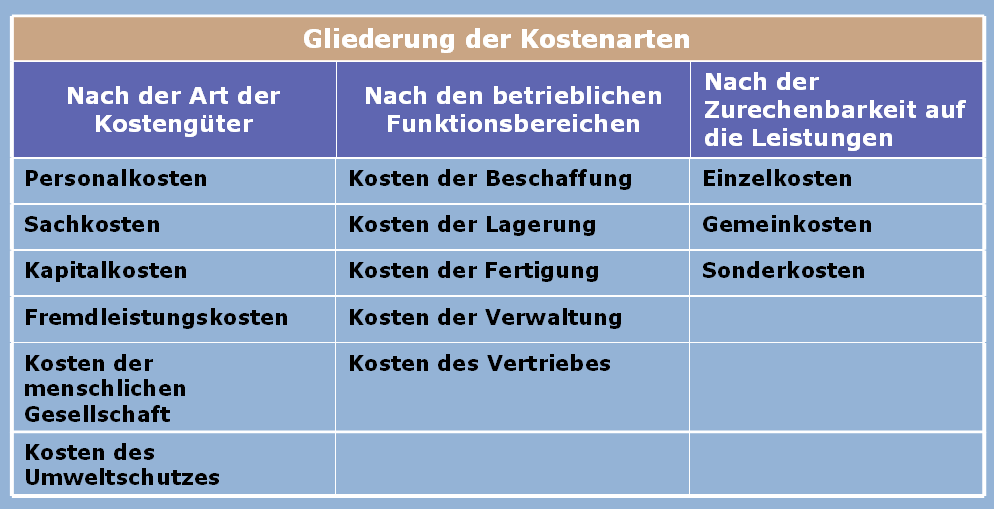 Gliederung der Kostenarten
Nach der Art der
Kostengüter
Nach den betrieblichen
Funktionsbereichen
Nach der
Zurechenbarkeit auf
die Leistungen
Personalkosten
Kosten der Beschaffung
Einzelkosten
Sachkosten
Kosten der Lagerung
Gemeinkosten
Kapitalkosten
Kosten der Fertigung
Sonderkosten
Fremdleistungskosten
Kosten der Verwaltung
Kosten der
menschlichen
Gesellschaft
Kosten des Vertriebes
Kosten des
Umweltschutzes